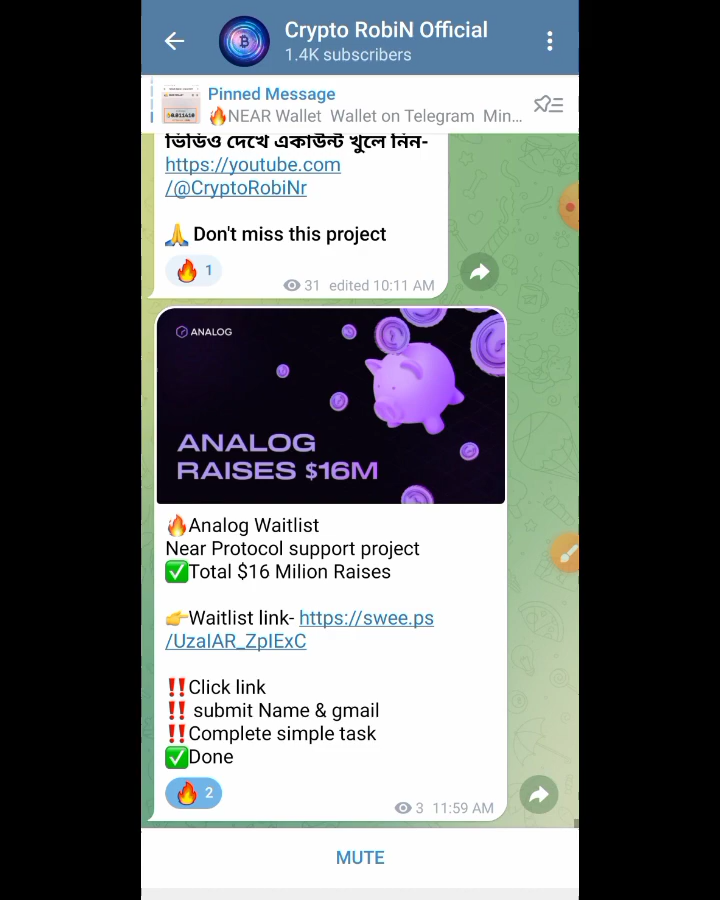 Crypto RobiN Official
1.4K subscribers
Pinned Message
🔥NEAR Wallet Wallet on Telegram Min...
ভিডিও দেখে একাউন্ট খুলে নিন-
https://youtube.com
/@CryptoRobiNr
🙏 Don't miss this project
🔥 1
31 edited 10:11 AM
ANALOG
ANALOG
RAISES $16M
🔥Analog Waitlist
Near Protocol support project
✅Total $16 Milion Raises
👉Waitlist link- https://swee.ps
/UzaIAR_ZpIExC
‼️Click link
‼️ submit Name & gmail
‼️Complete simple task
✅Done
🔥 2
3 11:59 AM
MUTE